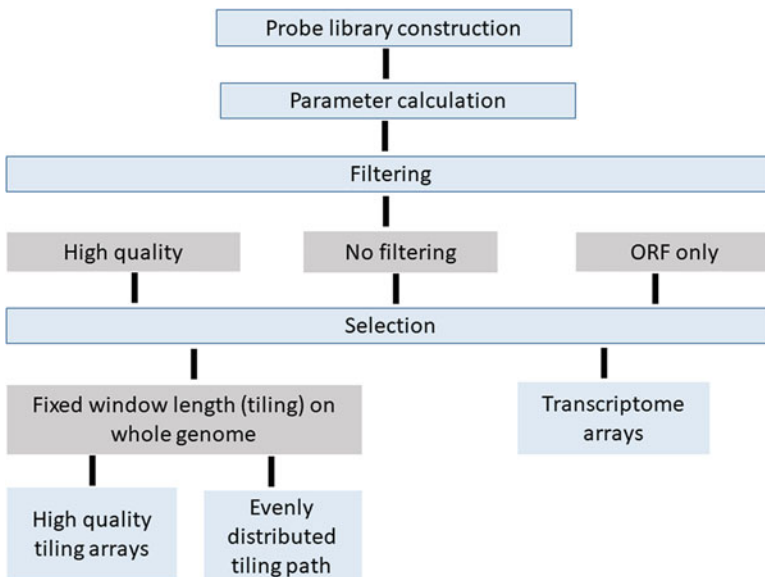 Probe library construction
Parameter calculation
Filtering
High quality
No filtering
ORF only
Selection
Fixed window length (tiling) on
whole genome
Transcriptome
arrays
High quality
tiling arrays
Evenly
distributed
tiling path